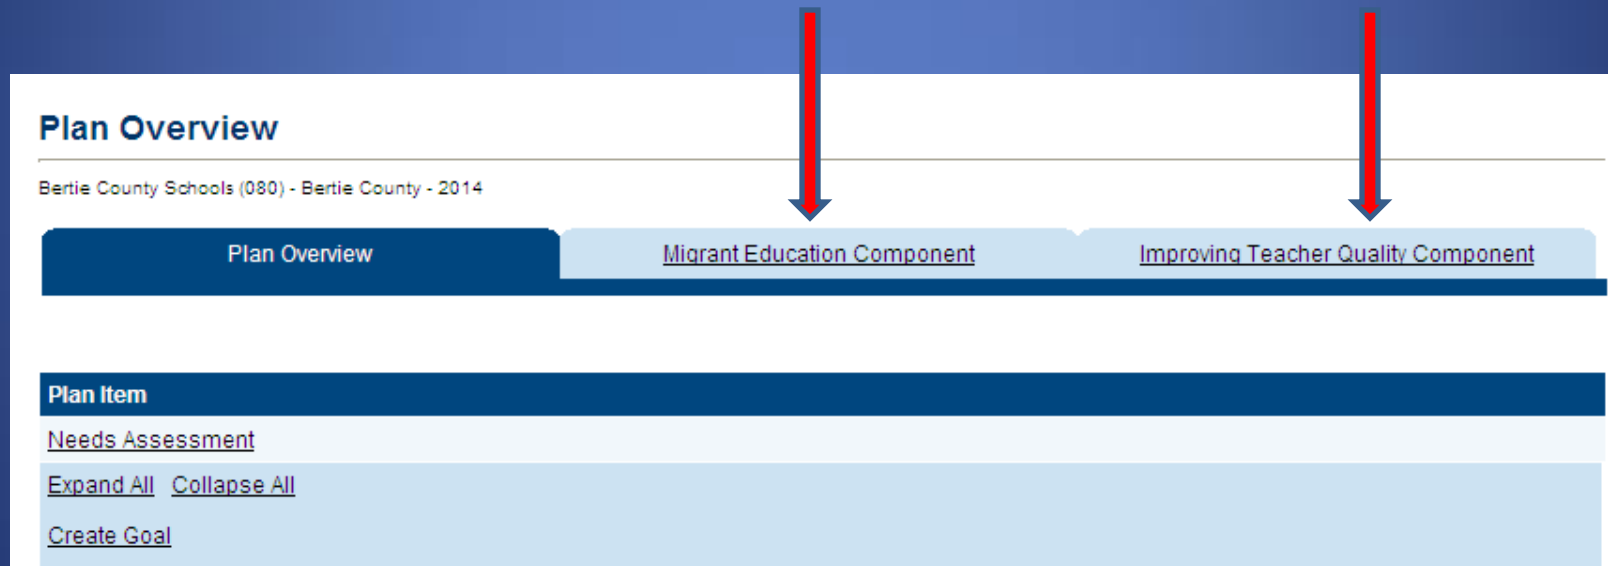 Plan Overview
Bertie County Schools (080) - Bertie County - 2014
Plan Overview Migrant Education Component Improving Teacher Quality Component
Plan Item
Needs Assessment
Expand All Collapse All
Create Goal